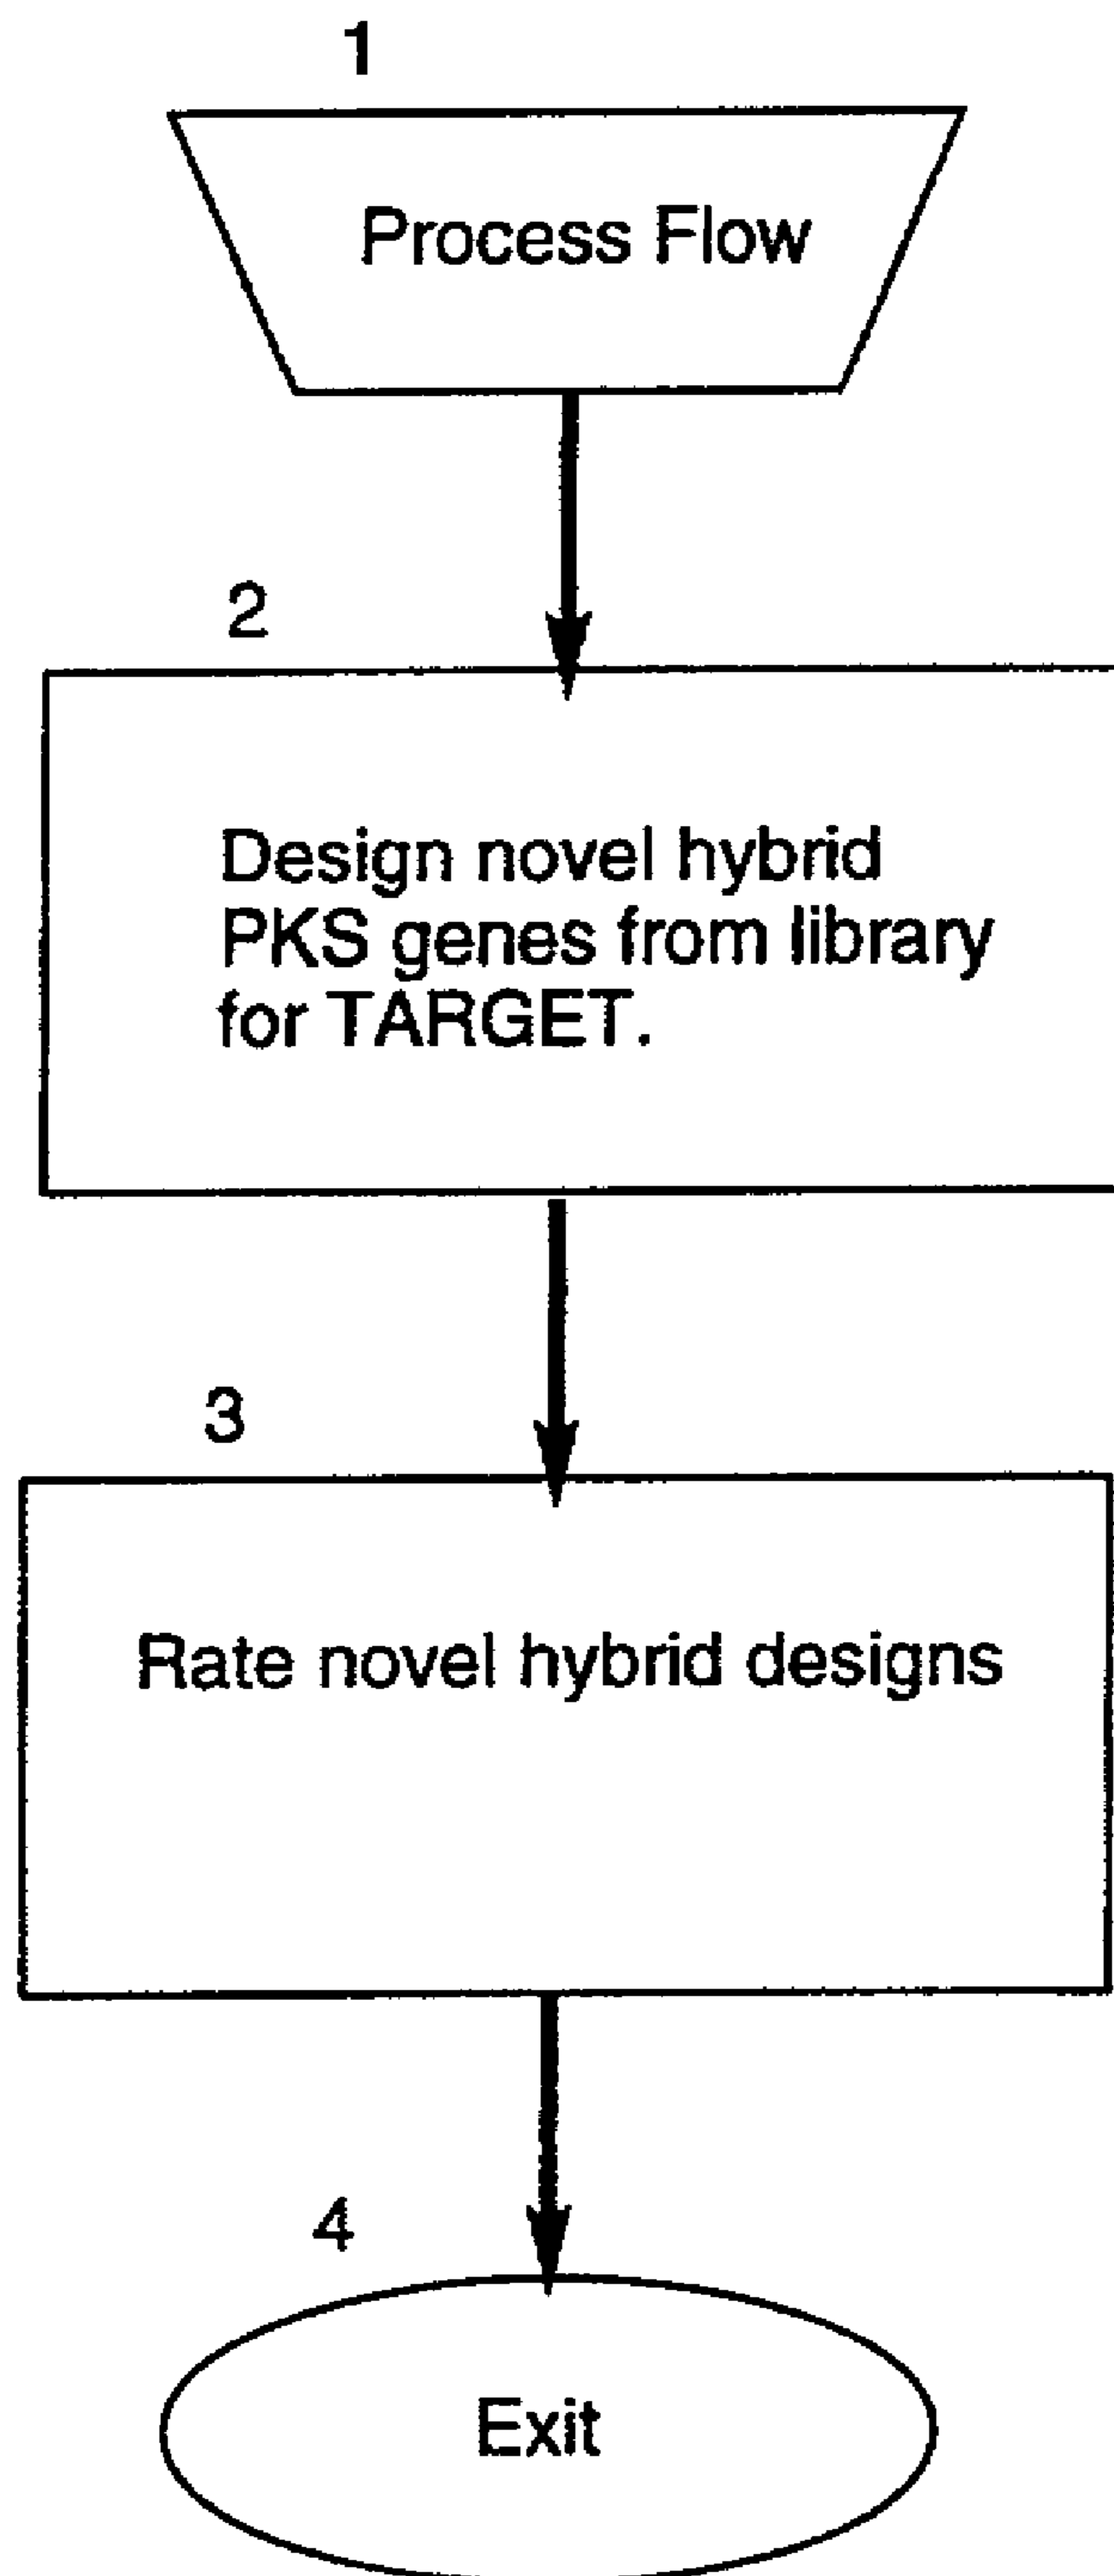 1
Process Flow
2
Design novel hybrid
PKS genes from library
for TARGET.
3
Rate novel hybrid designs
4
Exit